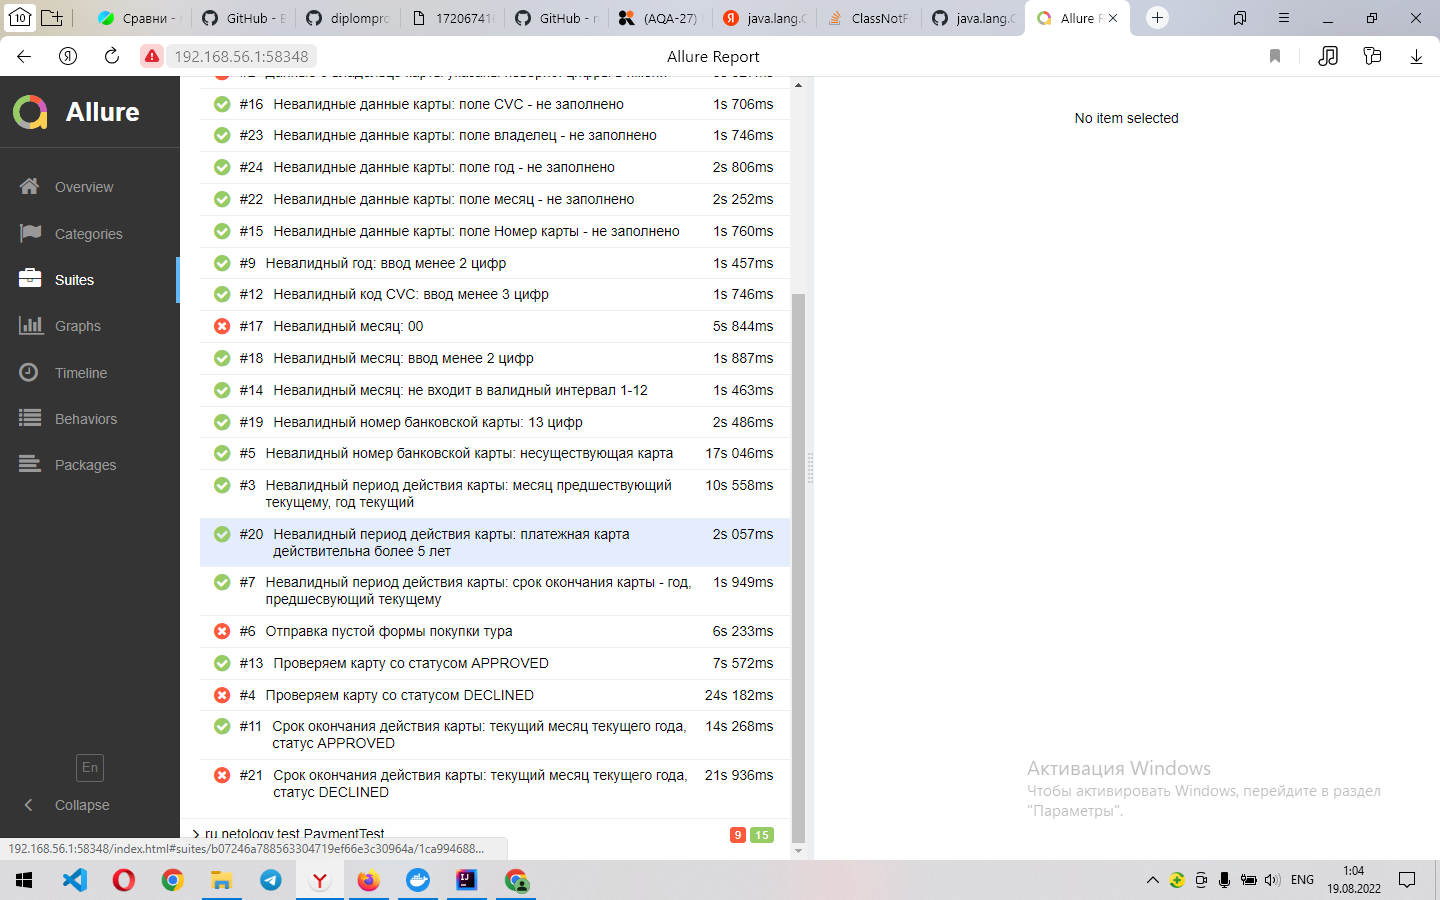 10
Сравни -
GitHub - E
diplompro
172067416
GitHub - n
(AQA-27)
java.lang.C
ClassNotF
java.lang.C
Allure R
192.168.56.1:58348
Allure Report
Allure
Overview
Categories
Suites
Graphs
Timeline
Behaviors
Packages
En
Collapse
#16 Невалидные данные карты: поле CVC - не заполнено 1s 706ms
#23 Невалидные данные карты: поле владелец - не заполнено 1s 746ms
#24 Невалидные данные карты: поле год - не заполнено 2s 806ms
#22 Невалидные данные карты: поле месяц - не заполнено 2s 252ms
#15 Невалидные данные карты: поле Номер карты - не заполнено 1s 760ms
#9 Невалидный год: ввод менее 2 цифр 1s 457ms
#12 Невалидный код CVC: ввод менее 3 цифр 1s 746ms
#17 Невалидный месяц: 00 5s 844ms
#18 Невалидный месяц: ввод менее 2 цифр 1s 887ms
#14 Невалидный месяц: не входит в валидный интервал 1-12 1s 463ms
#19 Невалидный номер банковской карты: 13 цифр 2s 486ms
#5 Невалидный номер банковской карты: несуществующая карта 17s 046ms
#3 Невалидный период действия карты: месяц предшествующий 10s 558ms
текущему, год текущий
#20 Невалидный период действия карты: платежная карта 2s 057ms
действительна более 5 лет
#7 Невалидный период действия карты: срок окончания карты - год, 1s 949ms
предшесвующий текущему
#6 Отправка пустой формы покупки тура 6s 233ms
#13 Проверяем карту со статусом APPROVED 7s 572ms
#4 Проверяем карту со статусом DECLINED 24s 182ms
#11 Срок окончания действия карты: текущий месяц текущего года, 14s 268ms
статус APPROVED
#21 Срок окончания действия карты: текущий месяц текущего года, 21s 936ms
статус DECLINED
ru.netology.test.PaymentTest 9 15
No item selected
Активация Windows
Чтобы активировать Windows, перейдите в раздел
"Параметры".
192.168.56.1:58348/index.html#suites/b07246a788563304719ef66e3c30964a/1ca994688...
ENG
1:04
19.08.2022